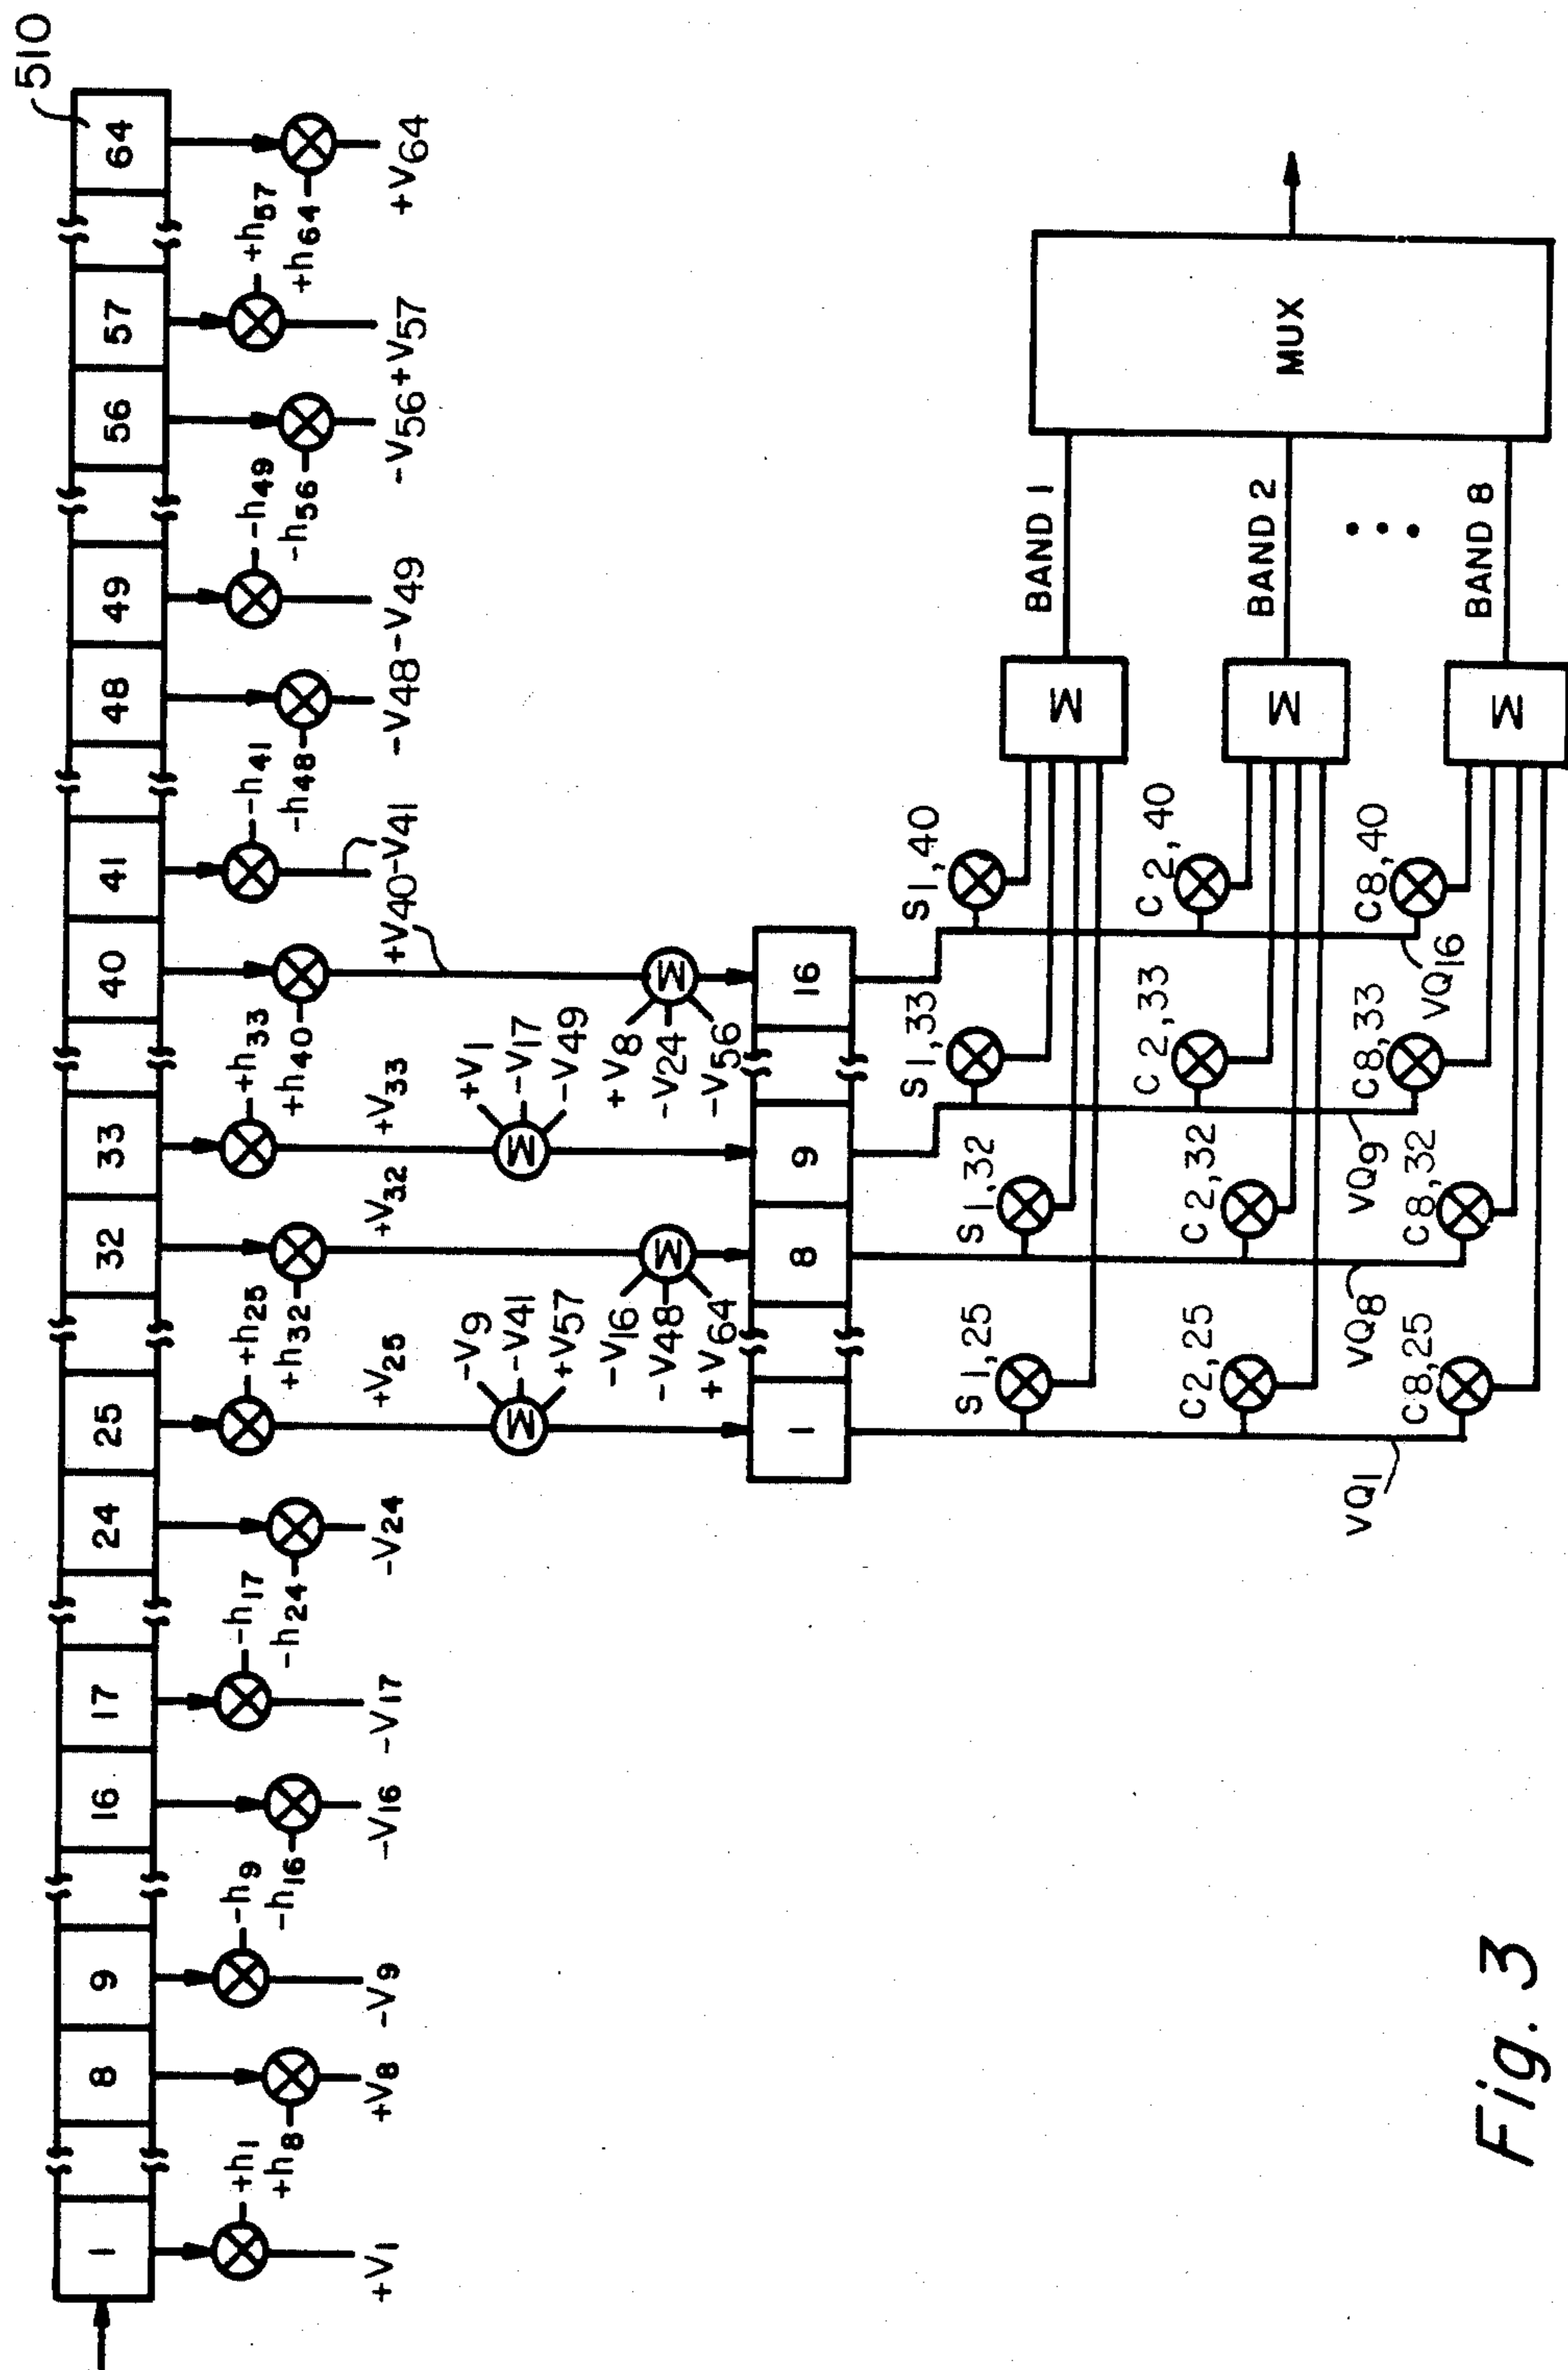 510
1 8 9 16 17 24 25 32 33 40 41 48 49 56 57 64
+h1 -h9 -h17 +h25 +h33 -h41 -h49 +h57
+h8 -h16 -h24 +h32 +h40 -h48 -h56 +h64
+V1 +V8 -V9 -V16 -V17 -V24 +V25 +V32 +V33 +V40 -V41 -V48 -V49 -V56 +V57 +V64
-V9 +V1
-V41 -V17
+V57 -V49
Σ Σ
-V16 +V8
-V48 -V24
+V64 -V56
Σ Σ
1 8 9 16
S1,25 S1,32 S1,33 S1,40
Σ BAND 1
C2,25 C2,32 C2,33 C2,40
Σ BAND 2
MUX
C8,25 C8,32 C8,33 C8,40
Σ BAND 8
VQ1 VQ8 VQ9 VQ16
Fig. 3